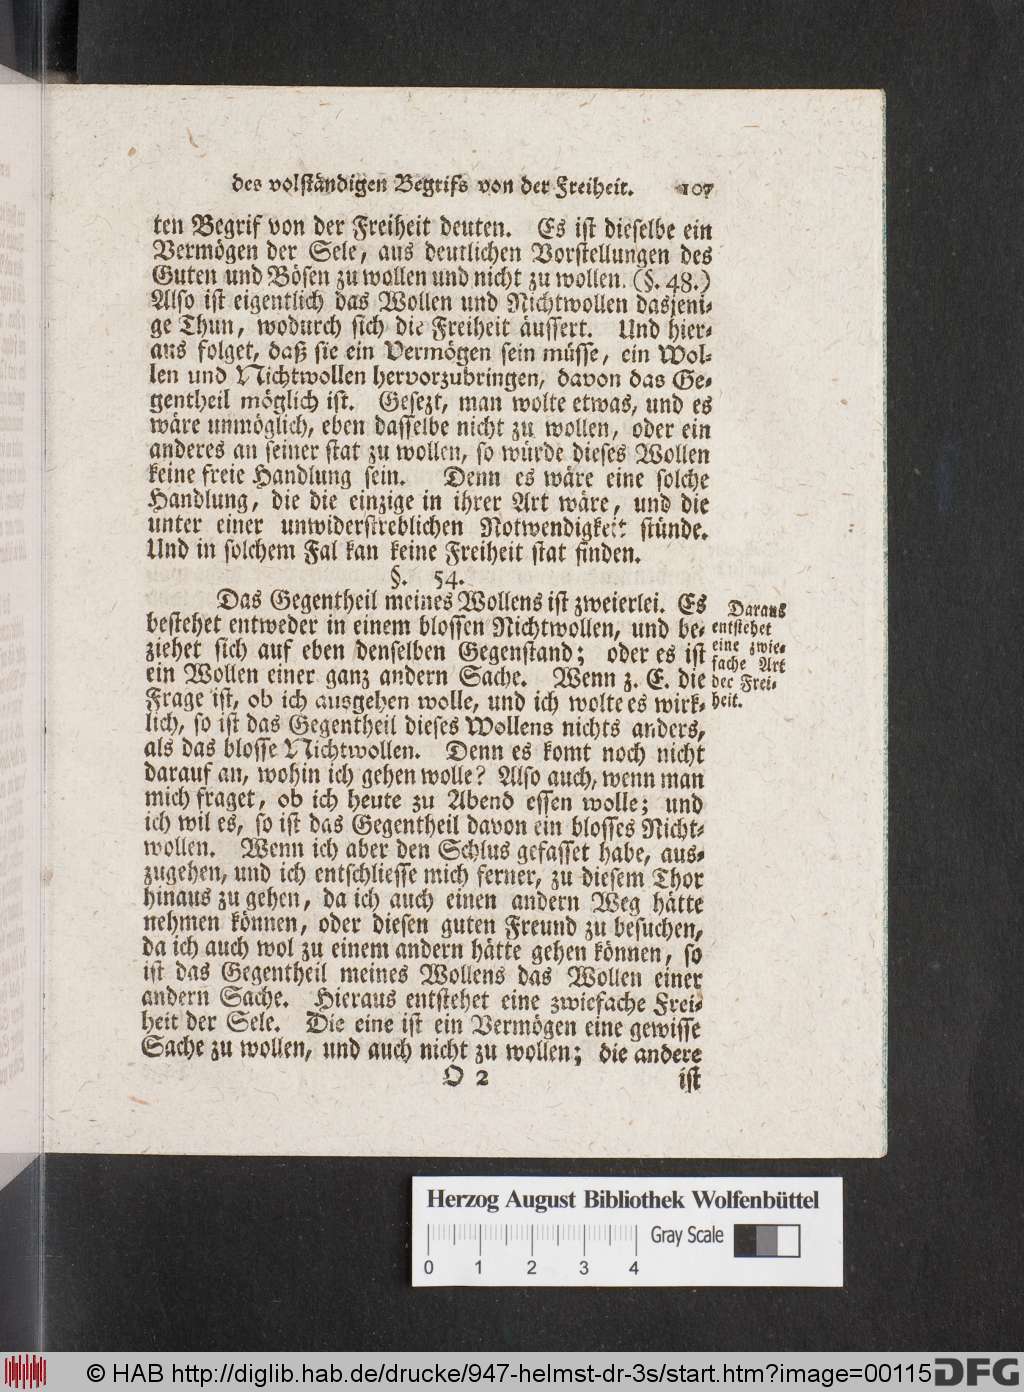 des volständigen Begrifs von der Freiheit. 107
ten Begrif von der Freiheit deuten. Es ist dieselbe ein
Vermögen der Sele, aus deutlichen Vorstellungen des
Guten und Bösen zu wollen und nicht zu wollen. (§. 48.)
Also ist eigentlich das Wollen und Nichtwollen dasjeni-
ge Thun, wodurch sich die Freiheit äussert. Und hier-
aus folget, daß sie ein Vermögen sein müsse, ein Wol-
len und Nichtwollen hervorzubringen, davon das Ge-
gentheil möglich ist. Gesezt, man wolte etwas, und es
wäre unmöglich, eben dasselbe nicht zu wollen, oder ein
anderes an seiner stat zu wollen, so würde dieses Wollen
keine freie Handlung sein. Denn es wäre eine solche
Handlung, die die einzige in ihrer Art wäre, und die
unter einer unwiderstreblichen Notwendigkeit stünde.
Und in solchem Fal kan keine Freiheit stat finden.
§. 54.
Das Gegentheil meines Wollens ist zweierlei. Es
bestehet entweder in einem blossen Nichtwollen, und be-
ziehet sich auf eben denselben Gegenstand; oder es ist
ein Wollen einer ganz andern Sache. Wenn z. E. die
Frage ist, ob ich ausgehen wolle, und ich wolte es wirk-
lich, so ist das Gegentheil dieses Wollens nichts anders,
als das blosse Nichtwollen. Denn es komt noch nicht
darauf an, wohin ich gehen wolle? Also auch, wenn man
mich fraget, ob ich heute zu Abend essen wolle; und
ich wil es, so ist das Gegentheil davon ein blosses Nicht-
wollen. Wenn ich aber den Schlus gefasset habe, aus-
zugehen, und ich entschliesse mich ferner, zu diesem Thor
hinaus zu gehen, da ich auch einen andern Weg hätte
nehmen können, oder diesen guten Freund zu besuchen,
da ich auch wol zu einem andern hätte gehen können, so
ist das Gegentheil meines Wollens das Wollen einer
andern Sache. Hieraus entstehet eine zwiefache Frei-
heit der Sele. Die eine ist ein Vermögen eine gewisse
Sache zu wollen, und auch nicht zu wollen; die andere
O 2 ist
Daraus
entstehet
eine zwie-
fache Art
der Frei-
heit.
Herzog August Bibliothek Wolfenbüttel
Gray Scale
0 1 2 3 4
© HAB http://diglib.hab.de/drucke/947-helmst-dr-3s/start.htm?image=00115
DFG